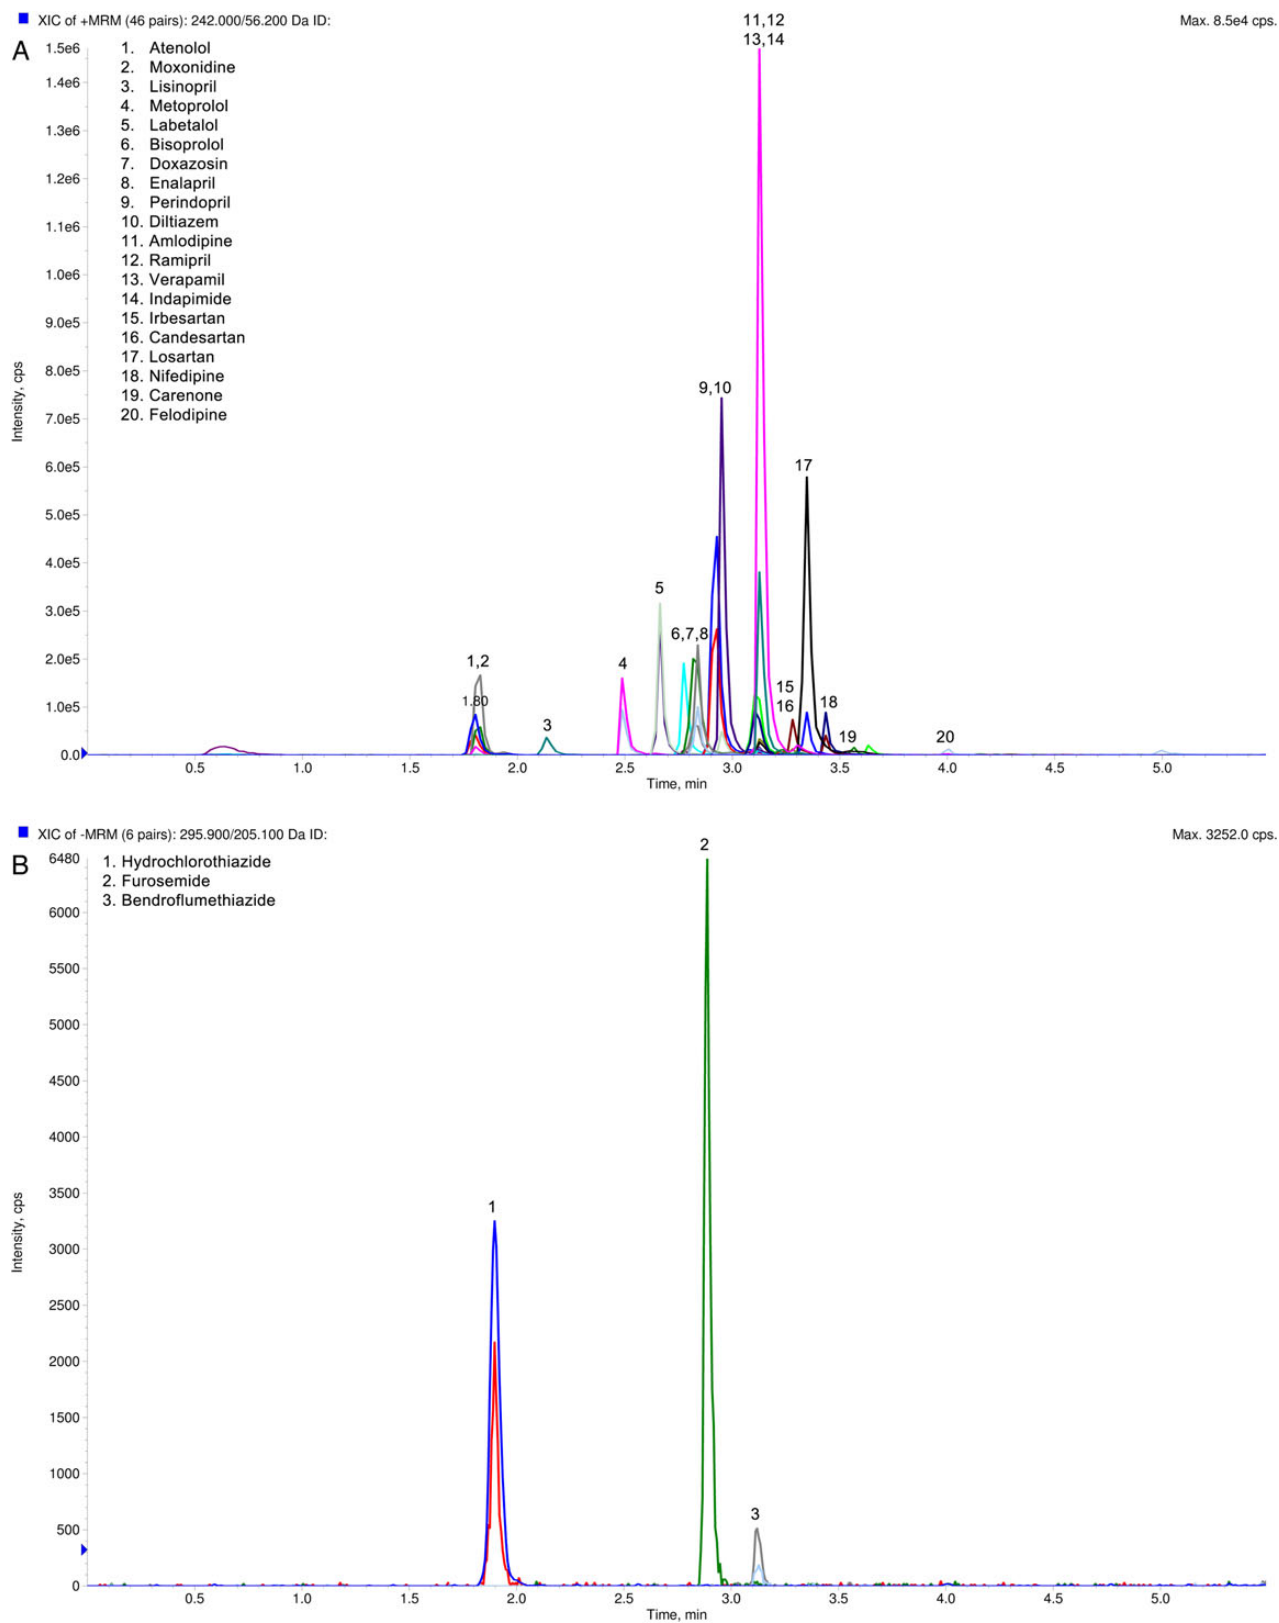 XIC of +MRM (46 pairs): 242.000/56.200 Da ID:
Max. 8.5e4 cps.
A
1. Atenolol
2. Moxonidine
3. Lisinopril
4. Metoprolol
5. Labetalol
6. Bisoprolol
7. Doxazosin
8. Enalapril
9. Perindopril
10. Diltiazem
11. Amlodipine
12. Ramipril
13. Verapamil
14. Indapimide
15. Irbesartan
16. Candesartan
17. Losartan
18. Nifedipine
19. Carenone
20. Felodipine
11,12
13,14
9,10
17
5
6,7,8
1,2
1.80
4
3
15
16
18
19
20
Intensity, cps
1.5e6
1.4e6
1.3e6
1.2e6
1.1e6
1.0e6
9.0e5
8.0e5
7.0e5
6.0e5
5.0e5
4.0e5
3.0e5
2.0e5
1.0e5
0.0
0.5 1.0 1.5 2.0 2.5 3.0 3.5 4.0 4.5 5.0
Time, min
XIC of -MRM (6 pairs): 295.900/205.100 Da ID:
Max. 3252.0 cps.
B
1. Hydrochlorothiazide
2. Furosemide
3. Bendroflumethiazide
2
1
3
Intensity, cps
6480
6000
5500
5000
4500
4000
3500
3000
2500
2000
1500
1000
500
0
0.5 1.0 1.5 2.0 2.5 3.0 3.5 4.0 4.5 5.0
Time, min